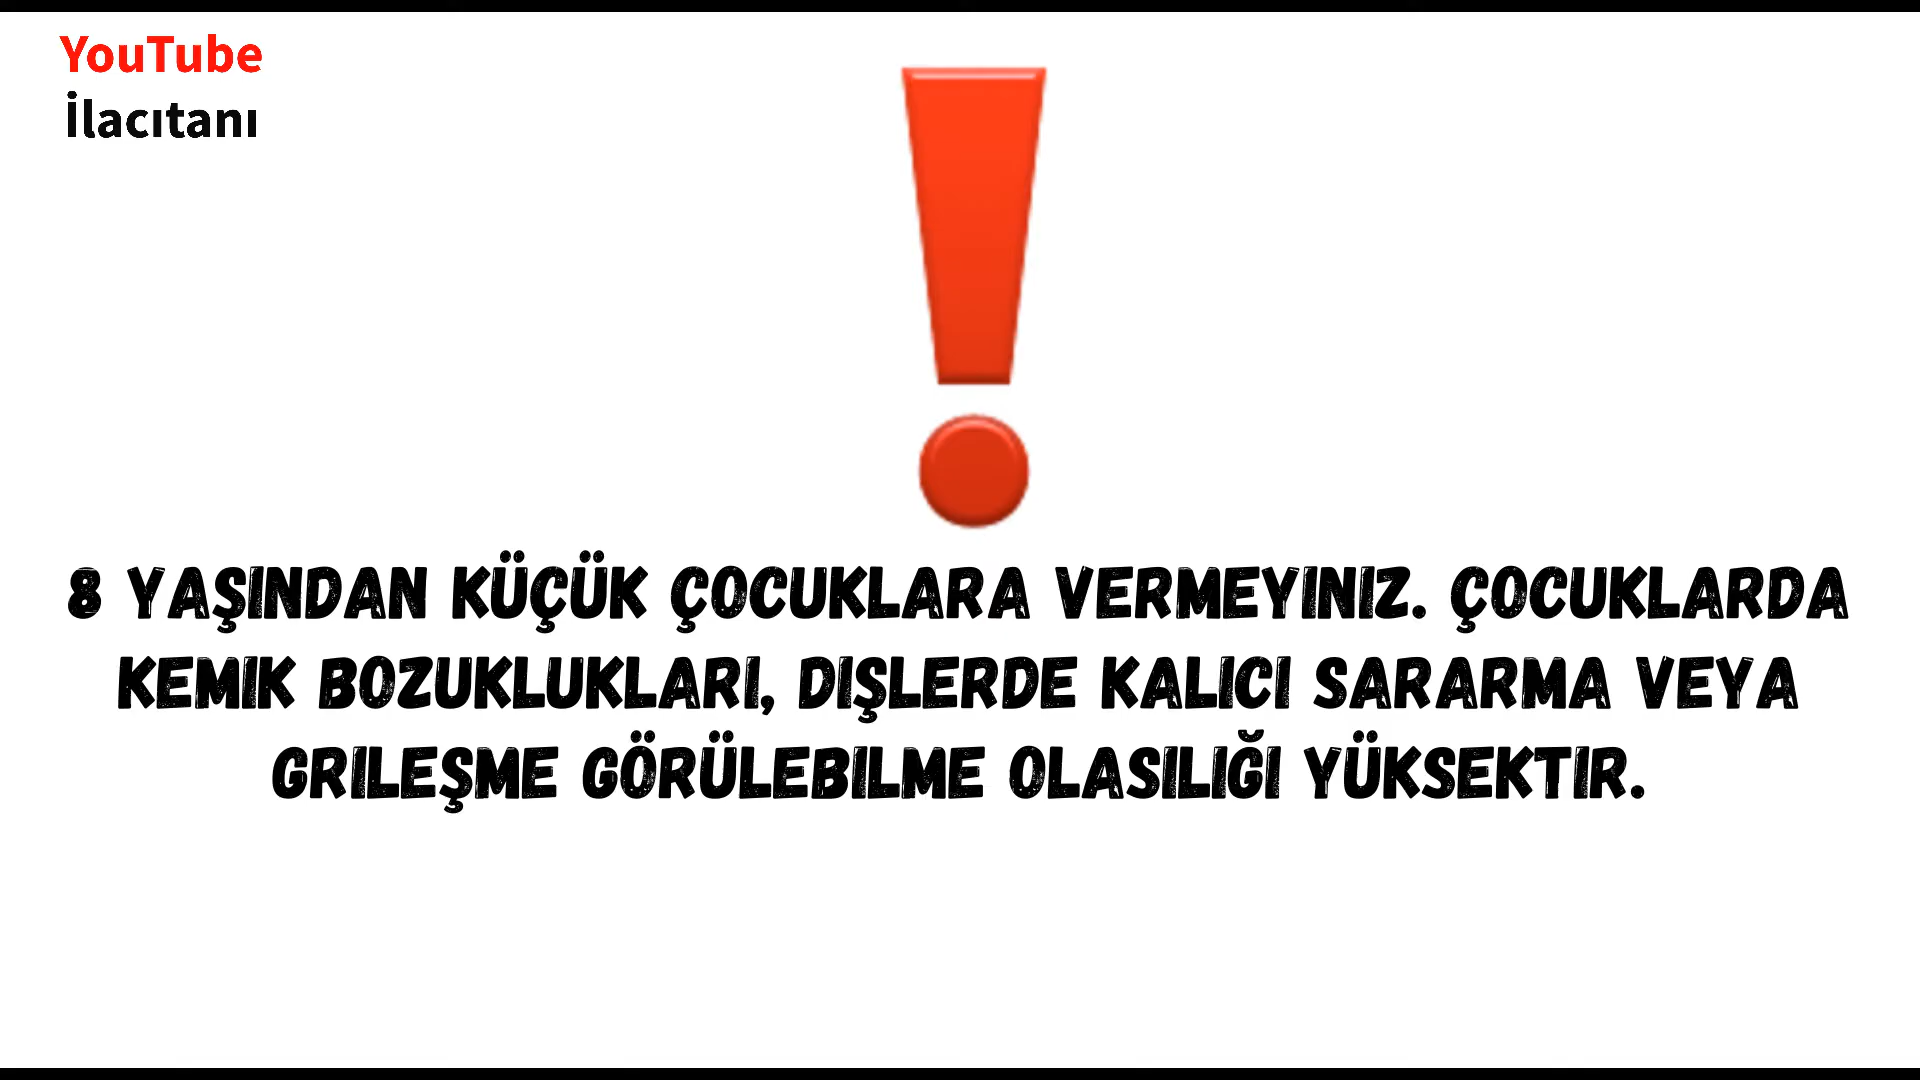 YouTube
İlacıtanı
8 YAŞINDAN KÜÇÜK ÇOCUKLARA VERMEYINIZ. ÇOCUKLARDA
KEMIK BOZUKLUKLARI, DIŞLERDE KALICI SARARMA VEYA
GRILEŞME GÖRÜLEBILME OLASILIĞI YÜKSEKTIR.